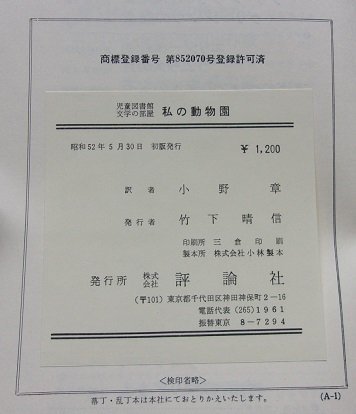 商標登録番号 第852070号登録許可済
児童図書館
文学の部屋 私の動物園
昭和52年5月30日 初版発行 ¥1,200
訳者 小野章
発行者 竹下晴信
印刷所 三倉印刷
製本所 株式会社 小林製本
発行所 株式会社 評論社
(〒101) 東京都千代田区神田神保町2−16
電話代表 (265) 1961
振替東京 8−7294
<検印省略>
落丁・乱丁本は本社にておとりかえいたします。 (A-1)